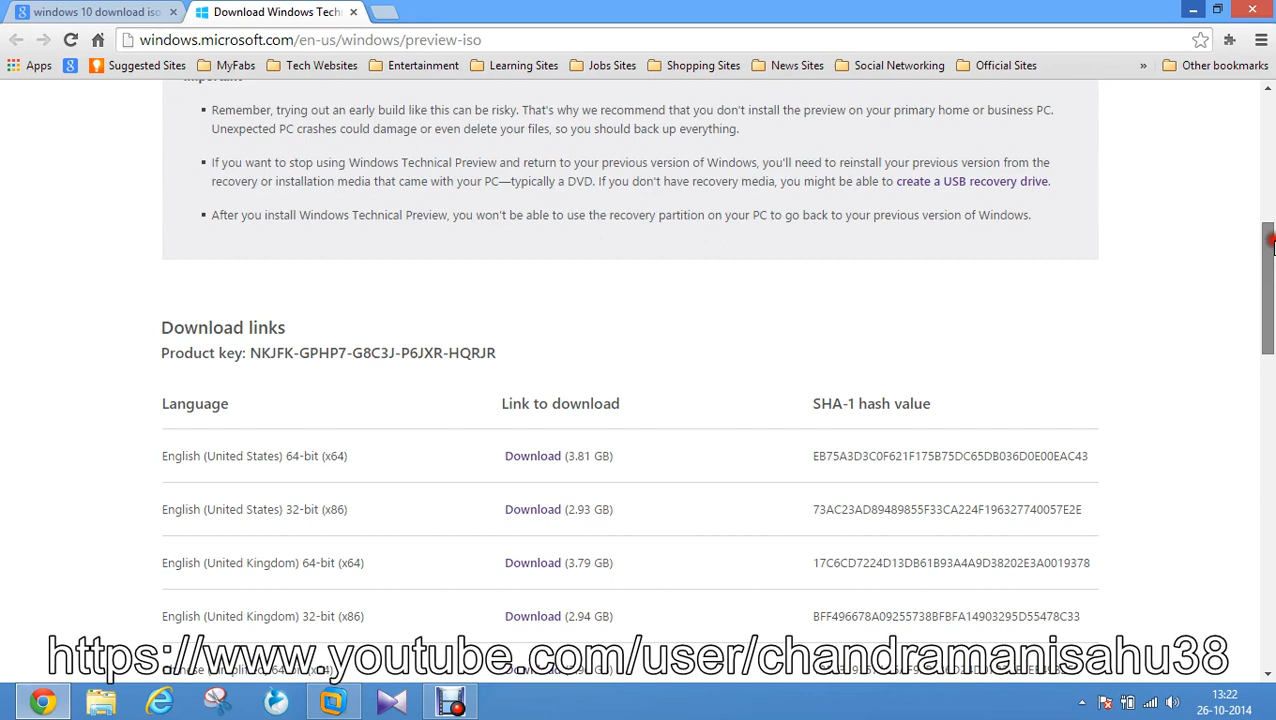 windows 10 download iso
Download Windows Tech
windows.microsoft.com/en-us/windows/preview-iso
Apps
Suggested Sites
MyFabs
Tech Websites
Entertainment
Learning Sites
Jobs Sites
Shopping Sites
News Sites
Social Networking
Official Sites
»
Other bookmarks
Important
▪ Remember, trying out an early build like this can be risky. That's why we recommend that you don't install the preview on your primary home or business PC.
Unexpected PC crashes could damage or even delete your files, so you should back up everything.
▪ If you want to stop using Windows Technical Preview and return to your previous version of Windows, you'll need to reinstall your previous version from the
recovery or installation media that came with your PC—typically a DVD. If you don't have recovery media, you might be able to create a USB recovery drive.
▪ After you install Windows Technical Preview, you won't be able to use the recovery partition on your PC to go back to your previous version of Windows.
Download links
Product key: NKJFK-GPHP7-G8C3J-P6JXR-HQRJR
Language Link to download SHA-1 hash value
English (United States) 64-bit (x64) Download (3.81 GB) EB75A3D3C0F621F175B75DC65DB036D0E00EAC43
English (United States) 32-bit (x86) Download (2.93 GB) 73AC23AD89489855F33CA224F196327740057E2E
English (United Kingdom) 64-bit (x64) Download (3.79 GB) 17C6CD7224D13DB61B93A4A9D38202E3A0019378
English (United Kingdom) 32-bit (x86) Download (2.94 GB) BFF496678A09255738BFBFA14903295D55478C33
https://www.youtube.com/user/chandramanisahu38
13:22
26-10-2014